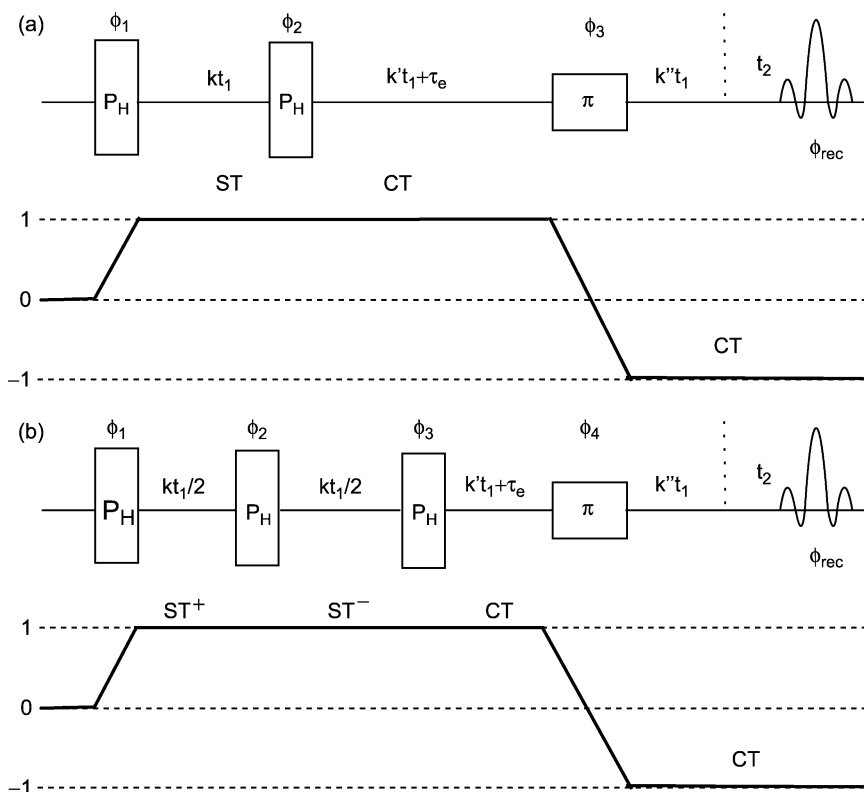 (a) ϕ₁ ϕ₂ ϕ₃
P_H kt₁ P_H k't₁+τₑ π k''t₁ t₂
ϕ_rec
ST CT
1
0
CT
–1
(b) ϕ₁ ϕ₂ ϕ₃ ϕ₄
P_H kt₁/2 P_H kt₁/2 P_H k't₁+τₑ π k''t₁ t₂
ϕ_rec
ST⁺ ST⁻ CT
1
0
CT
–1